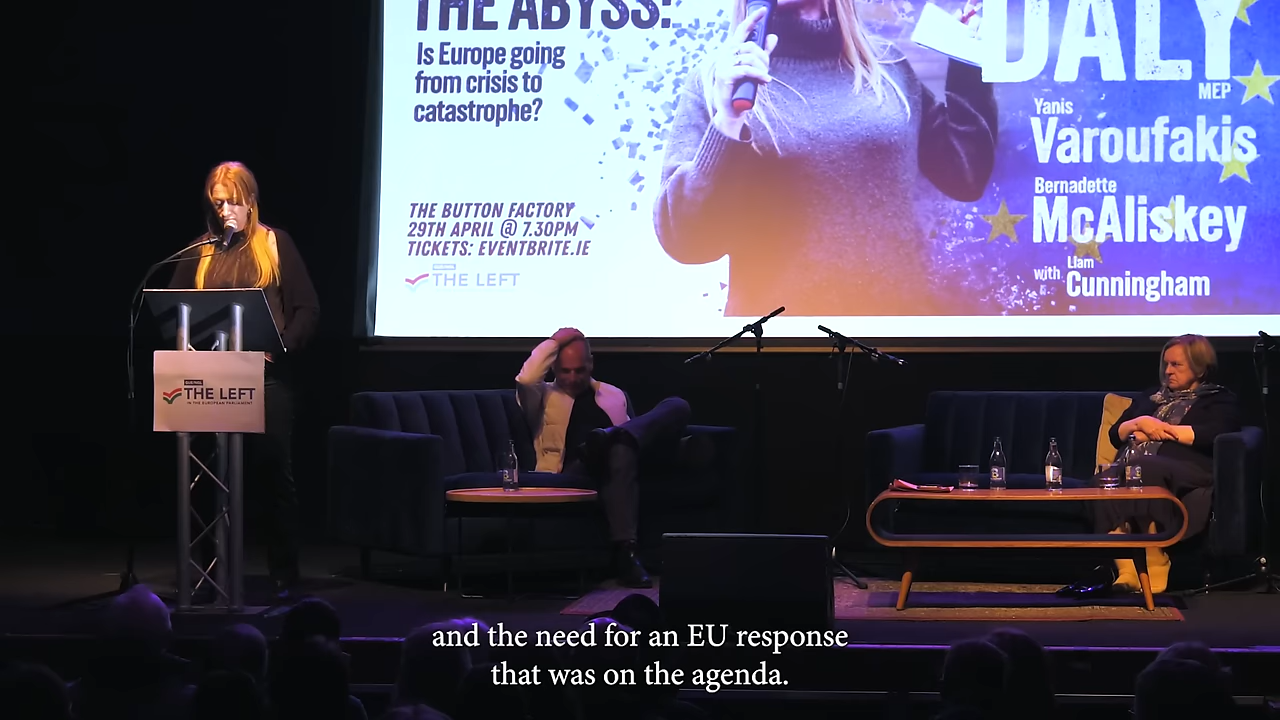 THE ABYSS:
Is Europe going
from crisis to
catastrophe?
THE BUTTON FACTORY
29TH APRIL @ 7.30PM
TICKETS: EVENTBRITE.IE
THE LEFT
DALY
MEP
Yanis
Varoufakis
Bernadette
McAliskey
with Liam
Cunningham
THE LEFT
IN THE EUROPEAN PARLIAMENT
and the need for an EU response
that was on the agenda.